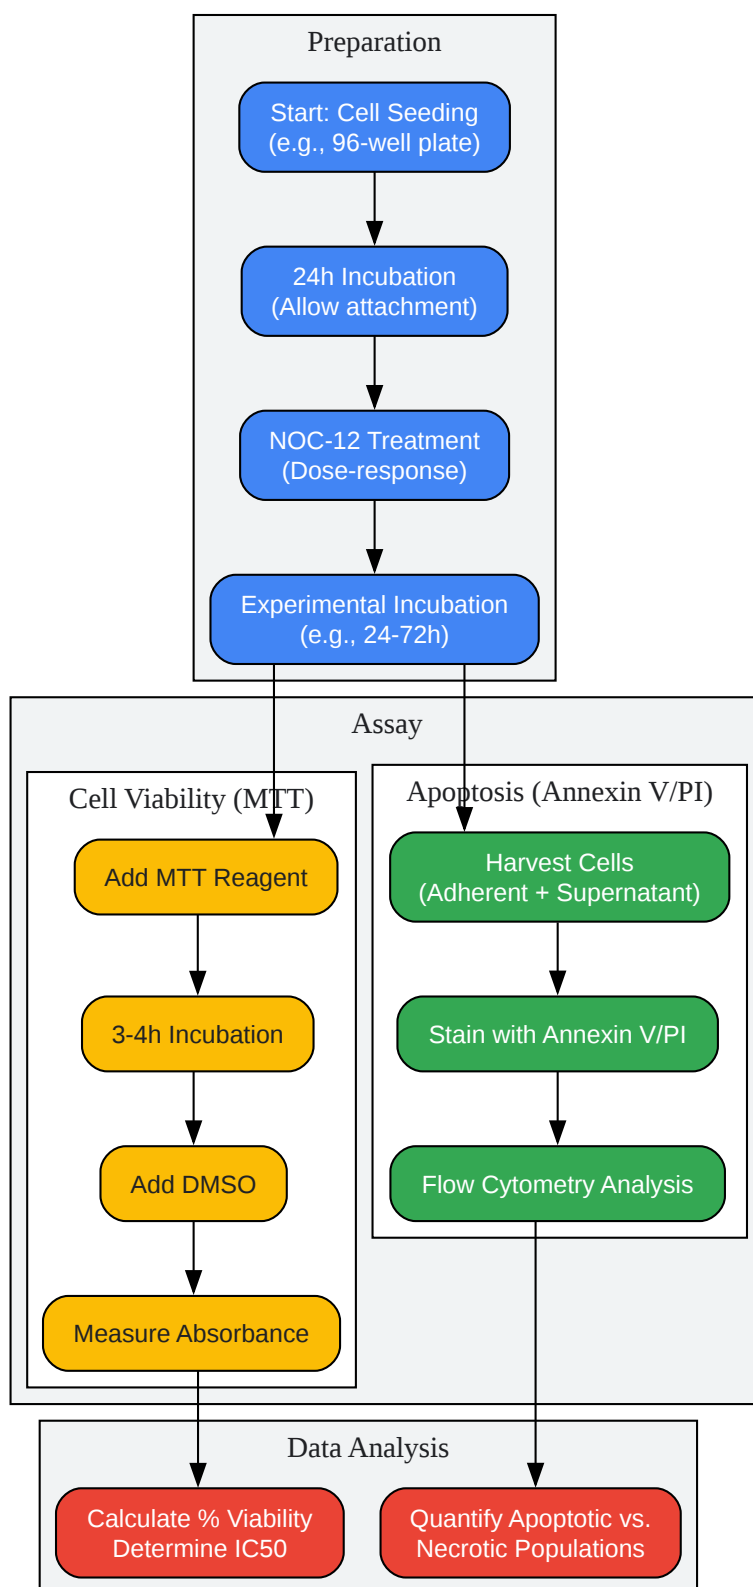 Preparation
Start: Cell Seeding
(e.g., 96-well plate)
24h Incubation
(Allow attachment)
NOC-12 Treatment
(Dose-response)
Experimental Incubation
(e.g., 24-72h)
Assay
Cell Viability (MTT)
Add MTT Reagent
3-4h Incubation
Add DMSO
Measure Absorbance
Apoptosis (Annexin V/PI)
Harvest Cells
(Adherent + Supernatant)
Stain with Annexin V/PI
Flow Cytometry Analysis
Data Analysis
Calculate % Viability
Determine IC50
Quantify Apoptotic vs.
Necrotic Populations